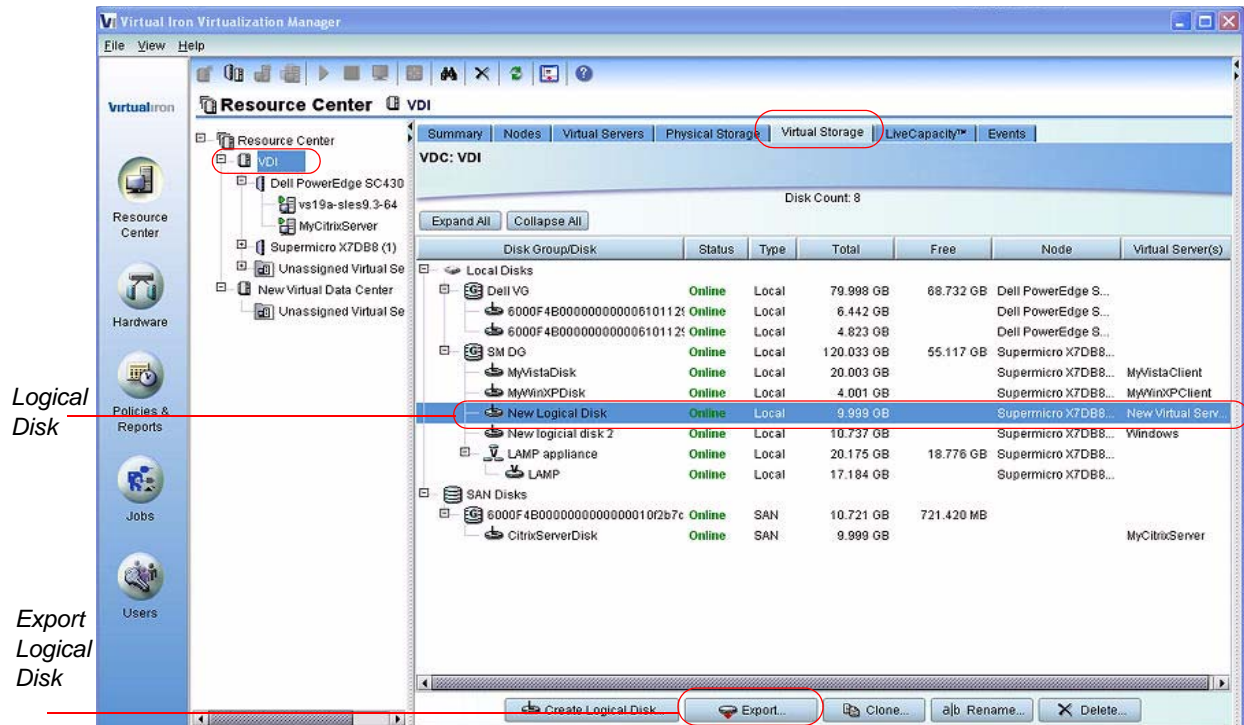 Virtual Iron Virtualization Manager
File View Help
Virtualiron
Resource Center VDI
Resource Center
Hardware
Policies & Reports
Jobs
Users
Resource Center
VDI
Dell PowerEdge SC430
vs19a-sles9.3-64
MyCitrixServer
Supermicro X7DB8 (1)
Unassigned Virtual Se
New Virtual Data Center
Unassigned Virtual Se
Summary Nodes Virtual Servers Physical Storage Virtual Storage LiveCapacity™ Events
VDC: VDI
Disk Count: 8
Expand All Collapse All
Disk Group/Disk Status Type Total Free Node Virtual Server(s)
Local Disks
Dell VG Online Local 79.998 GB 68.732 GB Dell PowerEdge S...
Online Local 6.442 GB Dell PowerEdge S...
Online Local 4.823 GB Dell PowerEdge S...
SM DG Online Local 120.033 GB 55.117 GB Supermicro X7DB8...
MyVistaDisk Online Local 20.003 GB Supermicro X7DB8... MyVistaClient
MyWinXPDisk Online Local 4.001 GB Supermicro X7DB8... MyWinXPClient
New Logical Disk Online Local 9.999 GB Supermicro X7DB8... New Virtual Serv...
New logicial disk 2 Online Local 10.737 GB Supermicro X7DB8... Windows
LAMP appliance Online Local 20.175 GB 18.776 GB Supermicro X7DB8...
LAMP Online Local 17.184 GB Supermicro X7DB8...
SAN Disks
Online SAN 10.721 GB 721.420 MB
CitrixServerDisk Online SAN 9.999 GB MyCitrixServer
Create Logical Disk... Export... Clone... a|b Rename... Delete...
Logical
Disk
Export
Logical
Disk